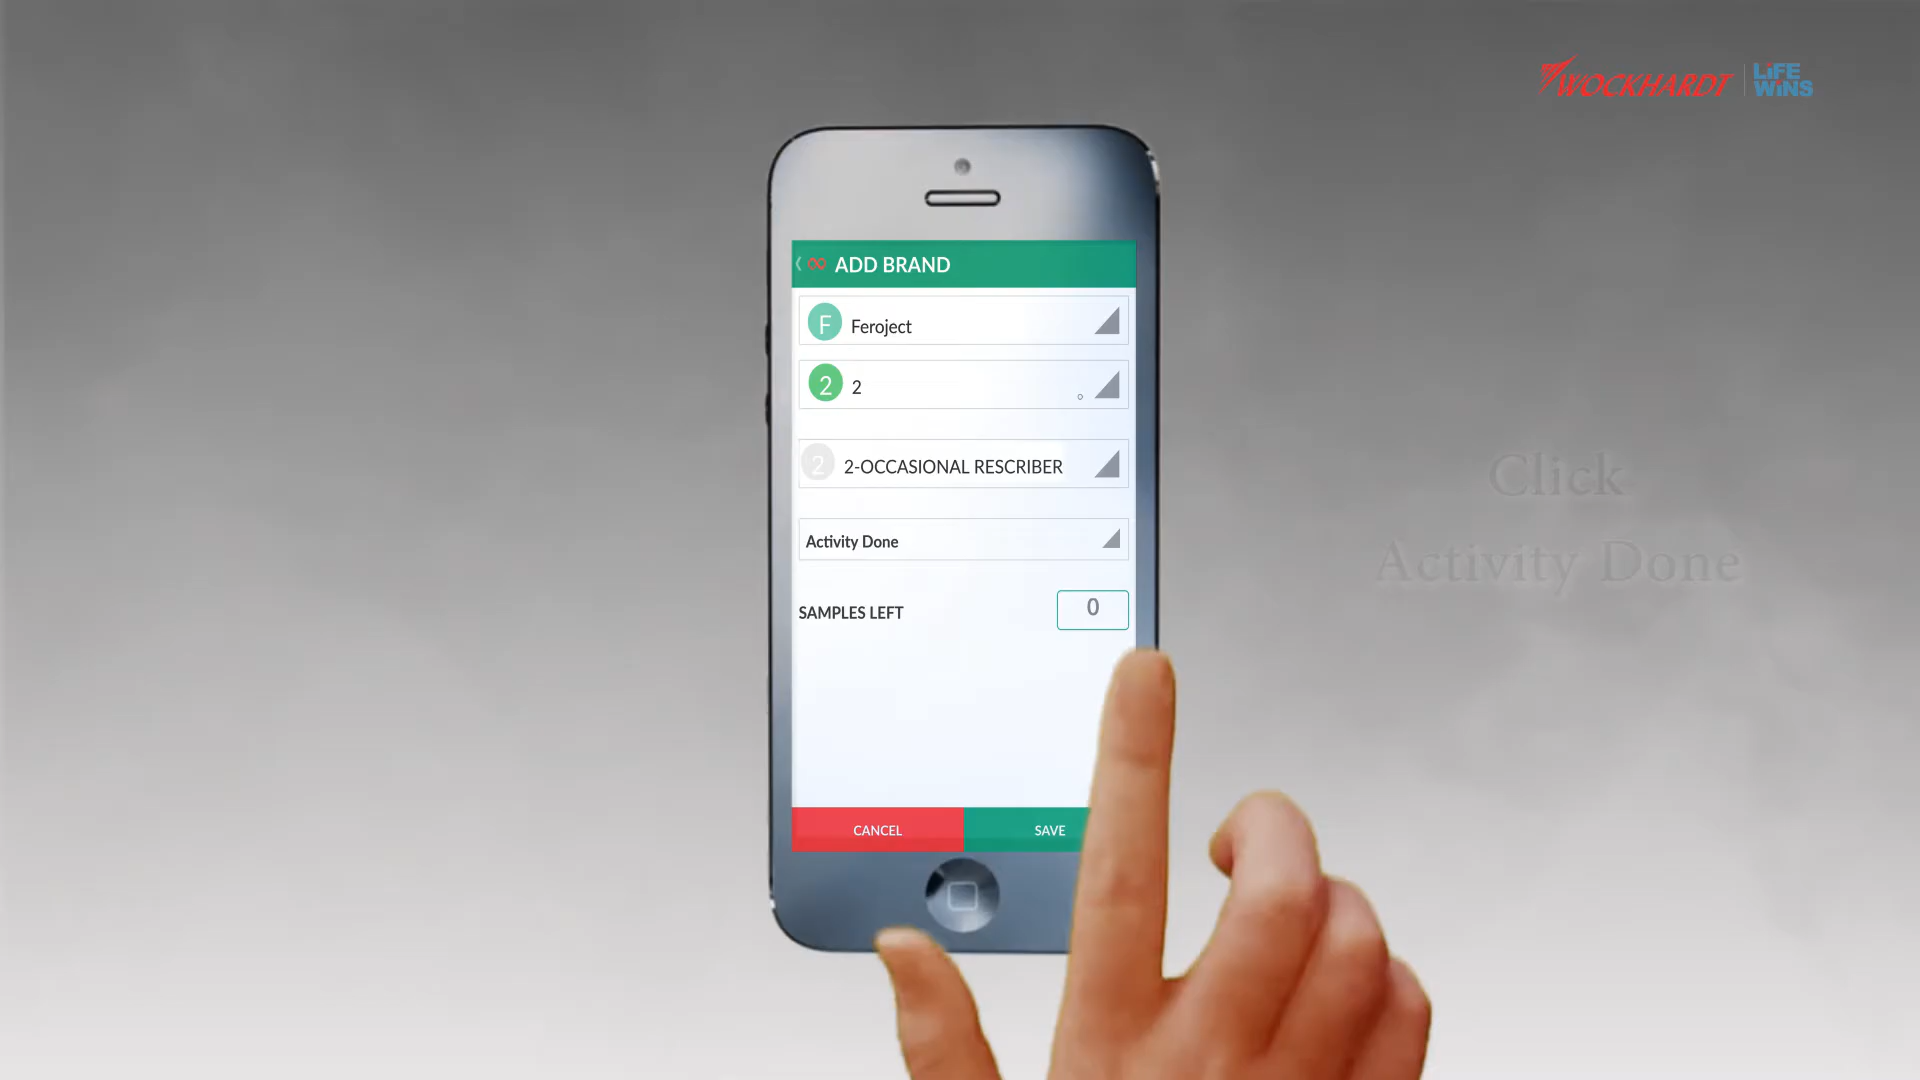 WOCKHARDT
LiFE
WiNS
ADD BRAND
F Feroject
2 2
2 2-OCCASIONAL RESCRIBER
Activity Done
SAMPLES LEFT 0
CANCEL SAVE
Click
Activity Done